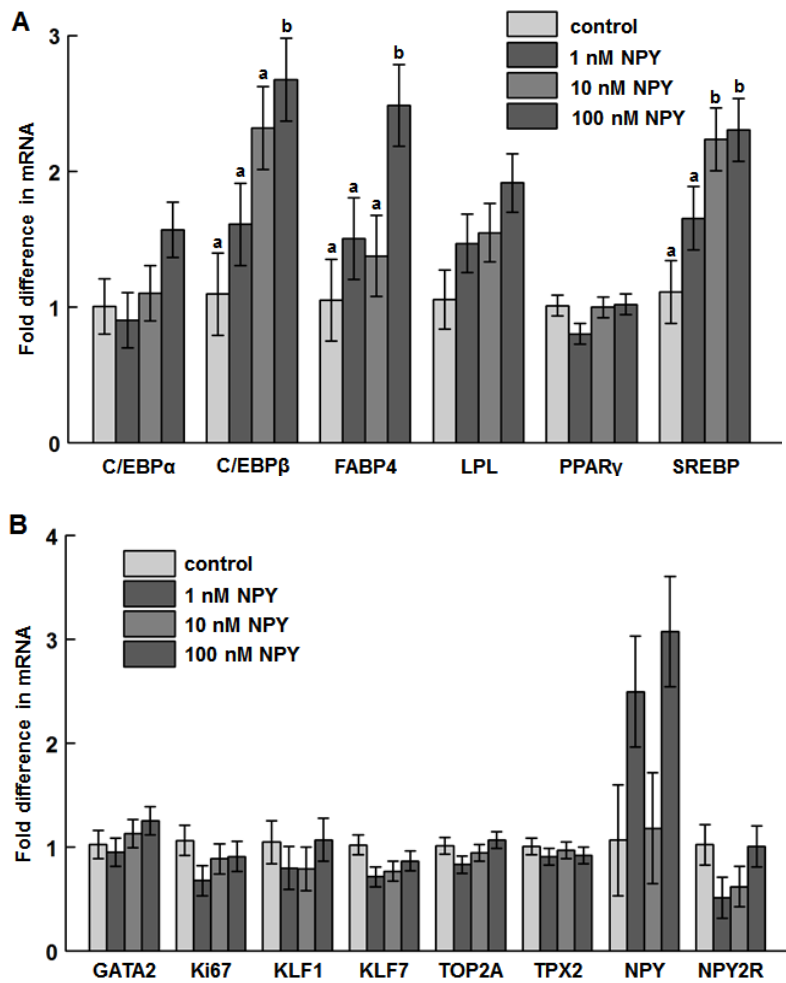 A
3
control
1 nM NPY
10 nM NPY
100 nM NPY
Fold difference in mRNA
2
1
0
a
a
a
b
a
a
a
b
a
a
b
b
C/EBPα
C/EBPβ
FABP4
LPL
PPARγ
SREBP
B
4
control
1 nM NPY
10 nM NPY
100 nM NPY
Fold difference in mRNA
3
2
1
0
GATA2
Ki67
KLF1
KLF7
TOP2A
TPX2
NPY
NPY2R